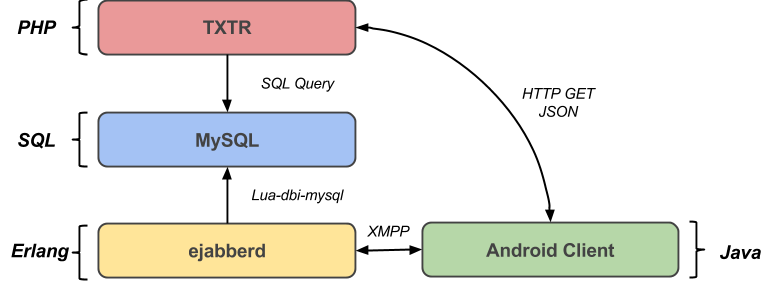 PHP
TXTR
SQL Query
HTTP GET
JSON
SQL
MySQL
Lua-dbi-mysql
XMPP
Erlang
ejabberd
Android Client
Java